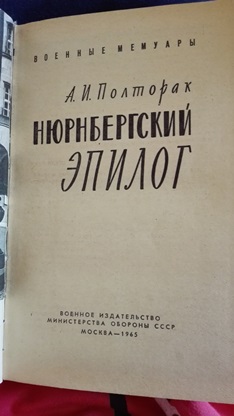 ВОЕННЫЕ МЕМУАРЫ
А. И. Полторак
НЮРНБЕРГСКИЙ
ЭПИЛОГ
ВОЕННОЕ ИЗДАТЕЛЬСТВО
МИНИСТЕРСТВА ОБОРОНЫ СССР
МОСКВА—1965